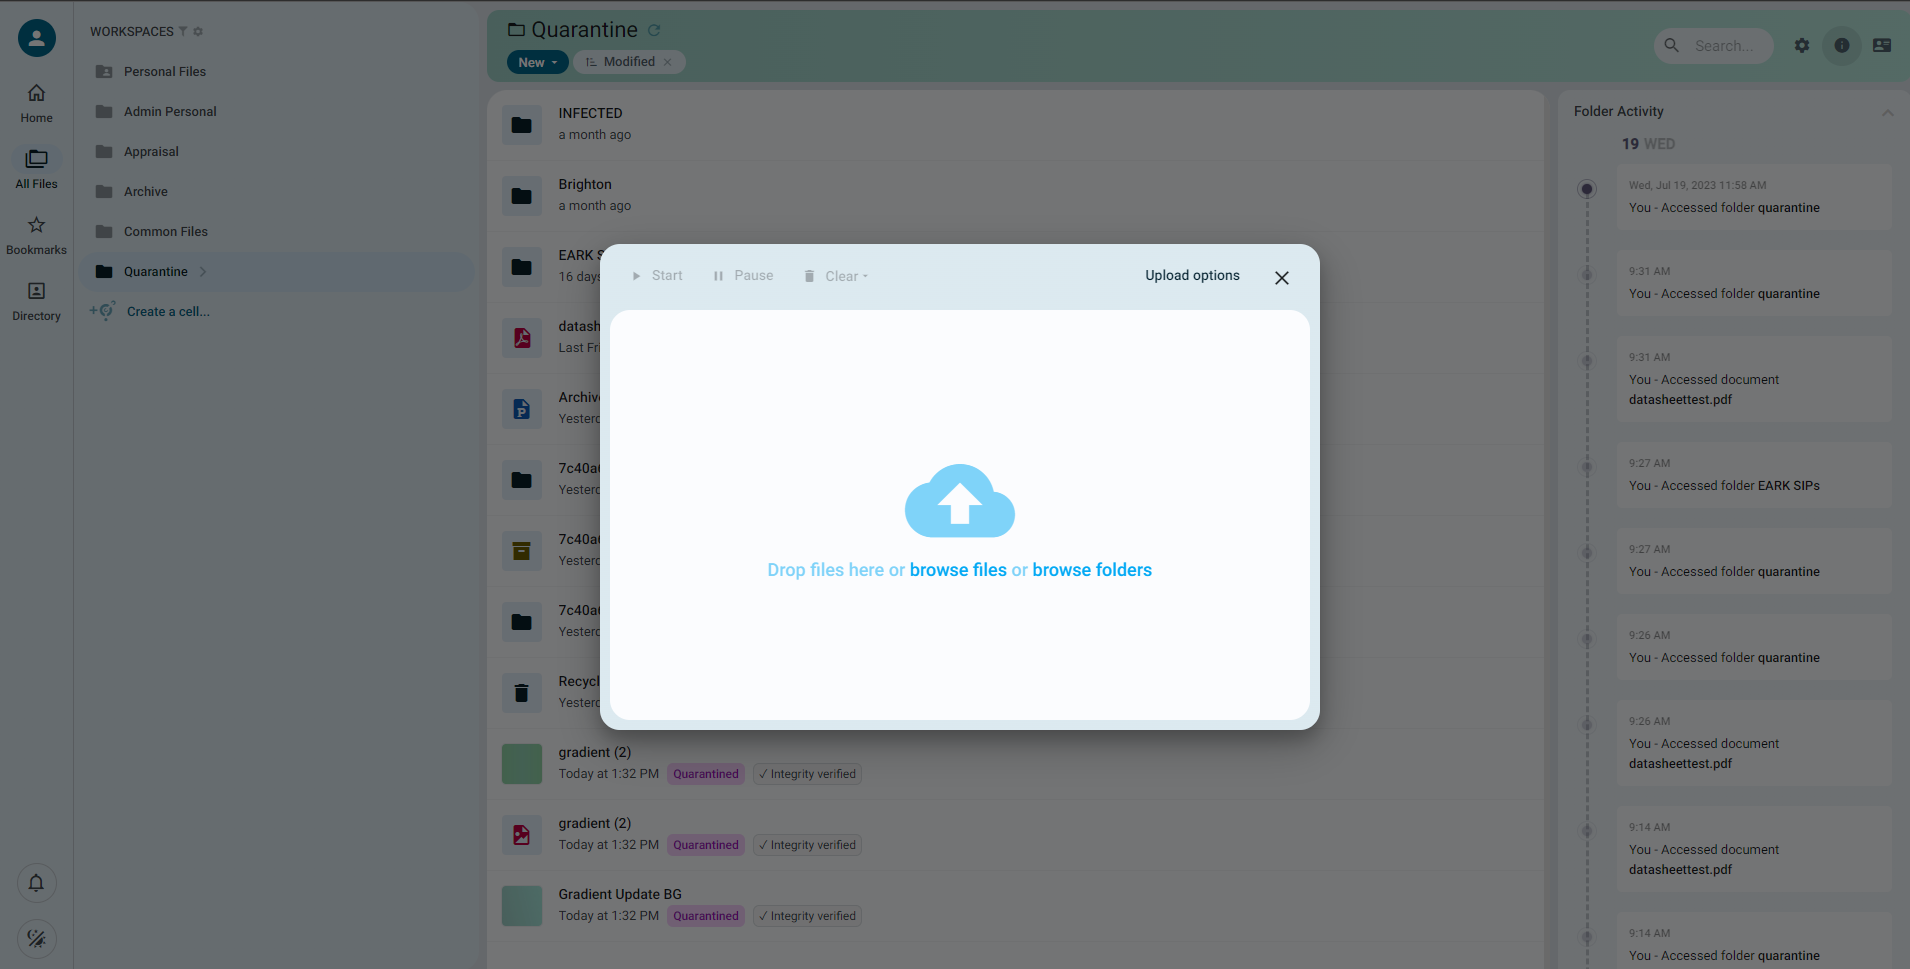 WORKSPACES
Personal Files
Admin Personal
Appraisal
Archive
Common Files
Quarantine
Create a cell...
Home
All Files
Bookmarks
Directory
Quarantine
New
Modified
Search...
INFECTED
a month ago
Brighton
a month ago
EARK S
16 days
datash
Last Fri
Archiv
Yester
7c40a
Yester
7c40a
Yester
7c40a
Yester
Recycl
Yester
gradient (2)
Today at 1:32 PM Quarantined ✓ Integrity verified
gradient (2)
Today at 1:32 PM Quarantined ✓ Integrity verified
Gradient Update BG
Today at 1:32 PM Quarantined ✓ Integrity verified
Start Pause Clear Upload options
Drop files here or browse files or browse folders
Folder Activity
19 WED
Wed, Jul 19, 2023 11:58 AM
You - Accessed folder quarantine
9:31 AM
You - Accessed folder quarantine
9:31 AM
You - Accessed document
datasheettest.pdf
9:27 AM
You - Accessed folder EARK SIPs
9:27 AM
You - Accessed folder quarantine
9:26 AM
You - Accessed folder quarantine
9:26 AM
You - Accessed document
datasheettest.pdf
9:14 AM
You - Accessed document
datasheettest.pdf
9:14 AM
You - Accessed folder quarantine